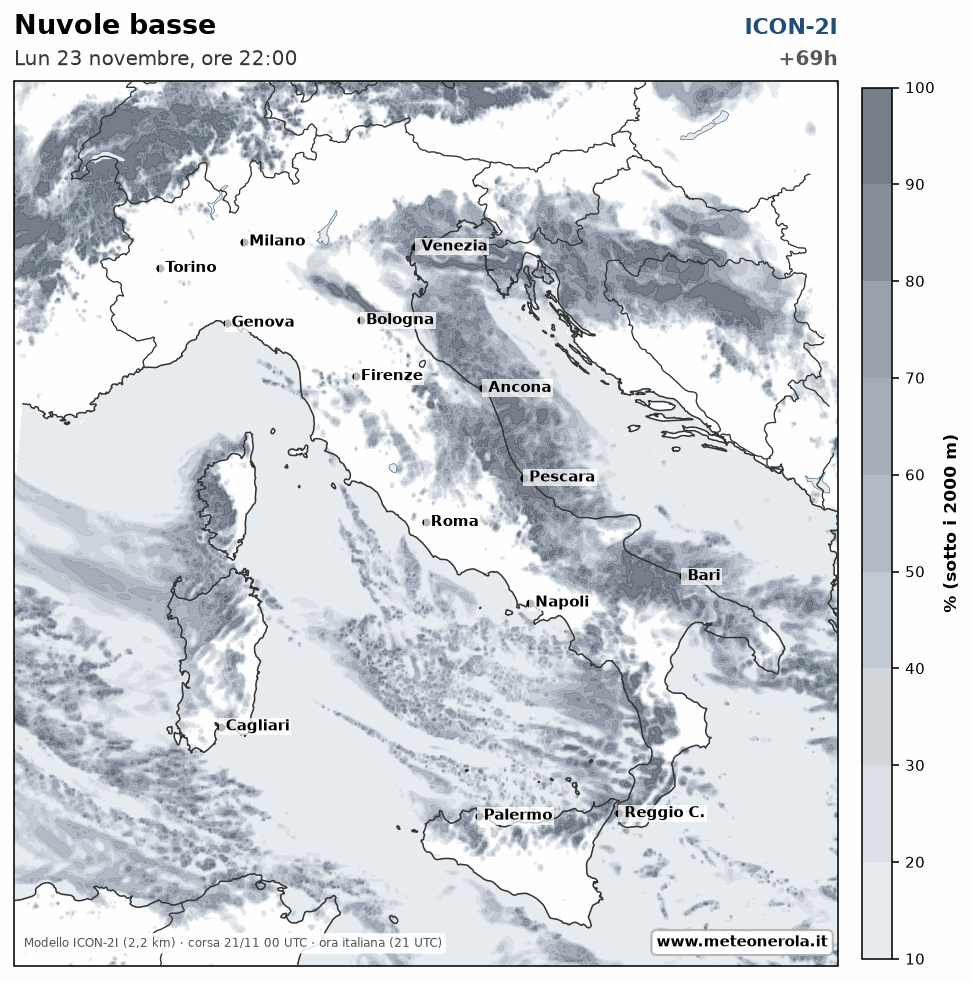 Nuvole basse
ICON-2I
Lun 23 novembre, ore 22:00
+69h
Milano
Venezia
Torino
Genova
Bologna
Firenze
Ancona
Pescara
Roma
Bari
Napoli
Cagliari
Palermo
Reggio C.
Modello ICON-2I (2,2 km) · corsa 21/11 00 UTC · ora italiana (21 UTC)
www.meteonerola.it
100
90
80
70
60
50
40
30
20
10
% (sotto i 2000 m)